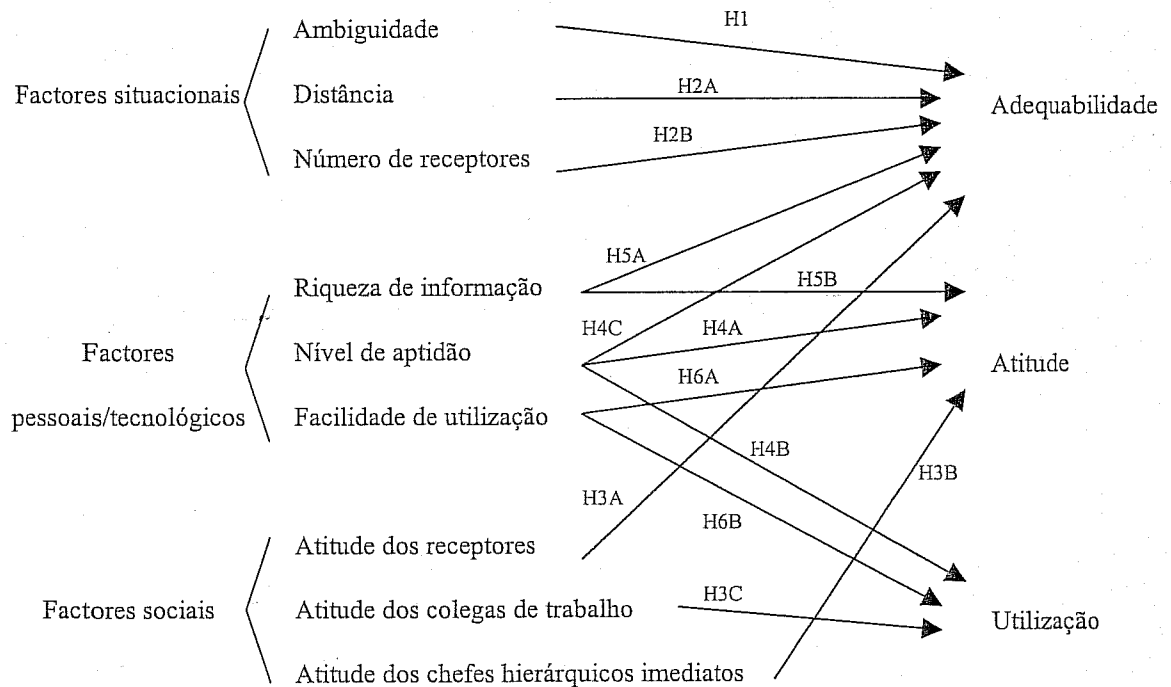 Ambiguidade
H1
Factores situacionais
Distância
H2A
Adequabilidade
Número de receptores
H2B
Riqueza de informação
H5A
H5B
Factores
pessoais/tecnológicos
Nível de aptidão
H4C
H4A
Atitude
Facilidade de utilização
H6A
H4B
H3B
H3A
H6B
Factores sociais
Atitude dos receptores
Atitude dos colegas de trabalho
H3C
Utilização
Atitude dos chefes hierárquicos imediatos